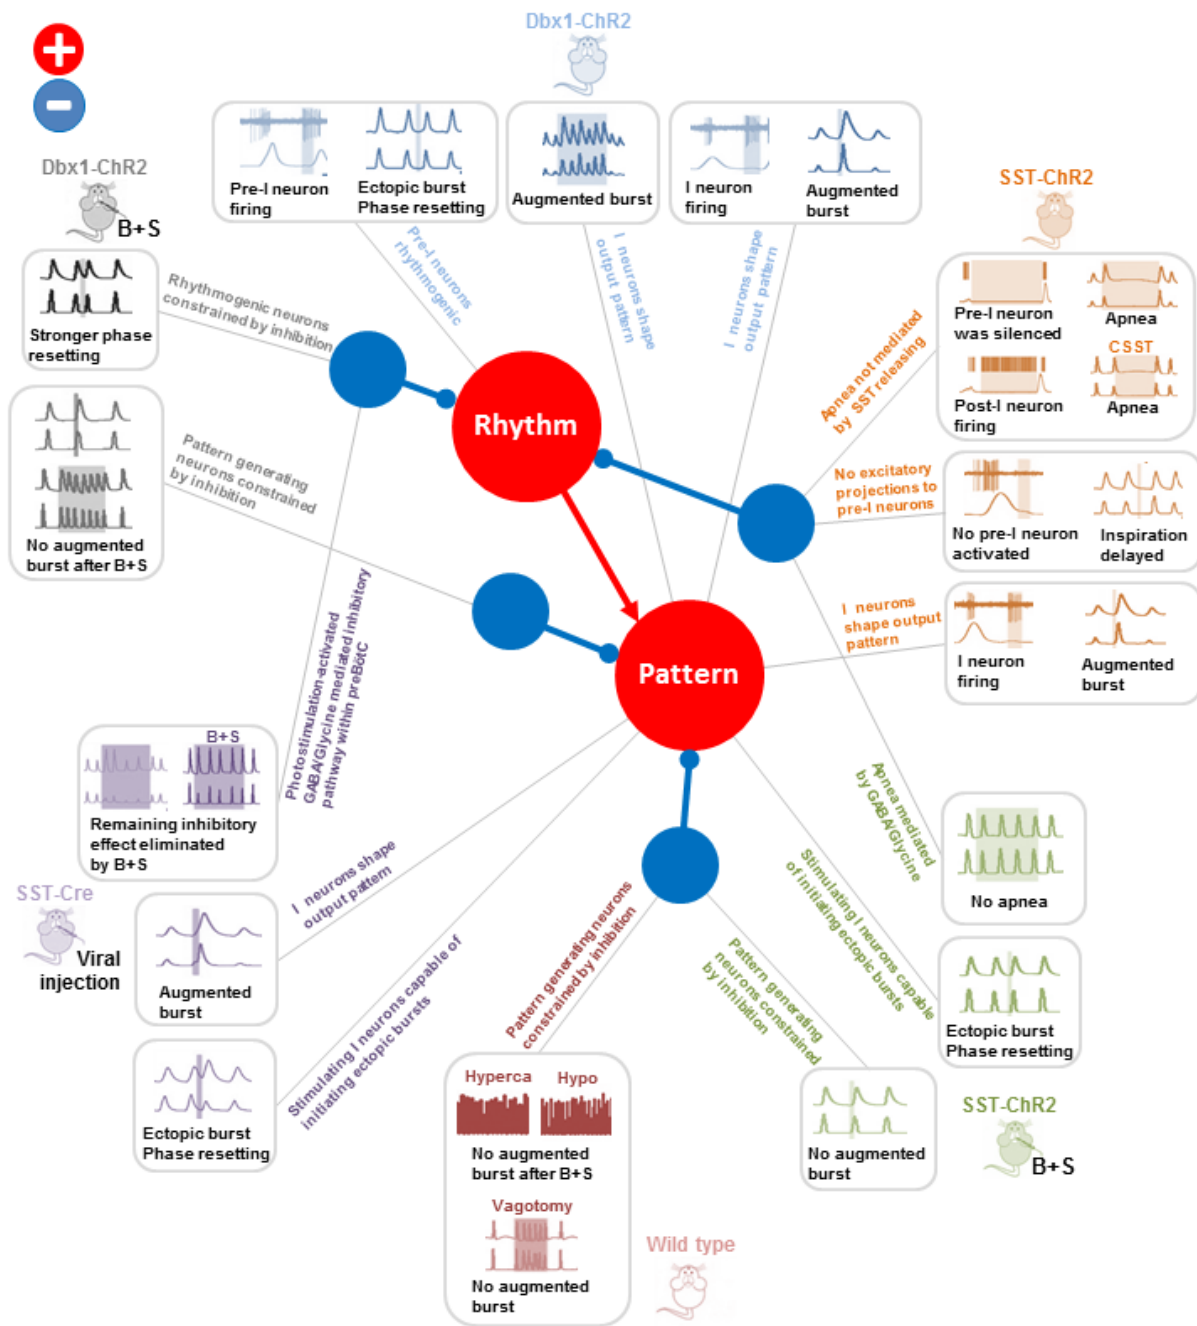 Dbx1-ChR2
+
-
Dbx1-ChR2
B+S
Pre-I neuron
firing
Ectopic burst
Phase resetting
Augmented burst
I neuron
firing
Augmented
burst
SST-ChR2
Stronger phase
resetting
Rhythmogenic neurons
constrained by inhibition
Pre-I neurons
rhythmogenic
I neurons shape
output pattern
I neurons shape
output pattern
Apnea not mediated
by SST releasing
Pre-I neuron
was silenced
Apnea
CSST
Post-I neuron
firing
Apnea
No augmented
burst after B+S
Pattern generating
neurons constrained
by inhibition
Rhythm
No excitatory
projections to
pre-I neurons
No pre-I neuron
activated
Inspiration
delayed
I neurons
shape output
pattern
I neuron
firing
Augmented
burst
Pattern
Photostimulation-activated
GABA/Glycine mediated inhibitory
pathway within preBötC
B+S
Remaining inhibitory
effect eliminated
by B+S
Apnea mediated
by GABA/Glycine
No apnea
SST-Cre
Viral
injection
Augmented
burst
I neurons shape
output pattern
Stimulating I neurons capable of
initiating ectopic bursts
Ectopic burst
Phase resetting
Pattern generating neurons
constrained by inhibition
Pattern generating
neurons constrained
by inhibition
Stimulating I neurons capable
of initiating ectopic bursts
Ectopic burst
Phase resetting
Hyperca
Hypo
No augmented
burst after B+S
Vagotomy
No augmented
burst
Wild type
No augmented
burst
SST-ChR2
B+S